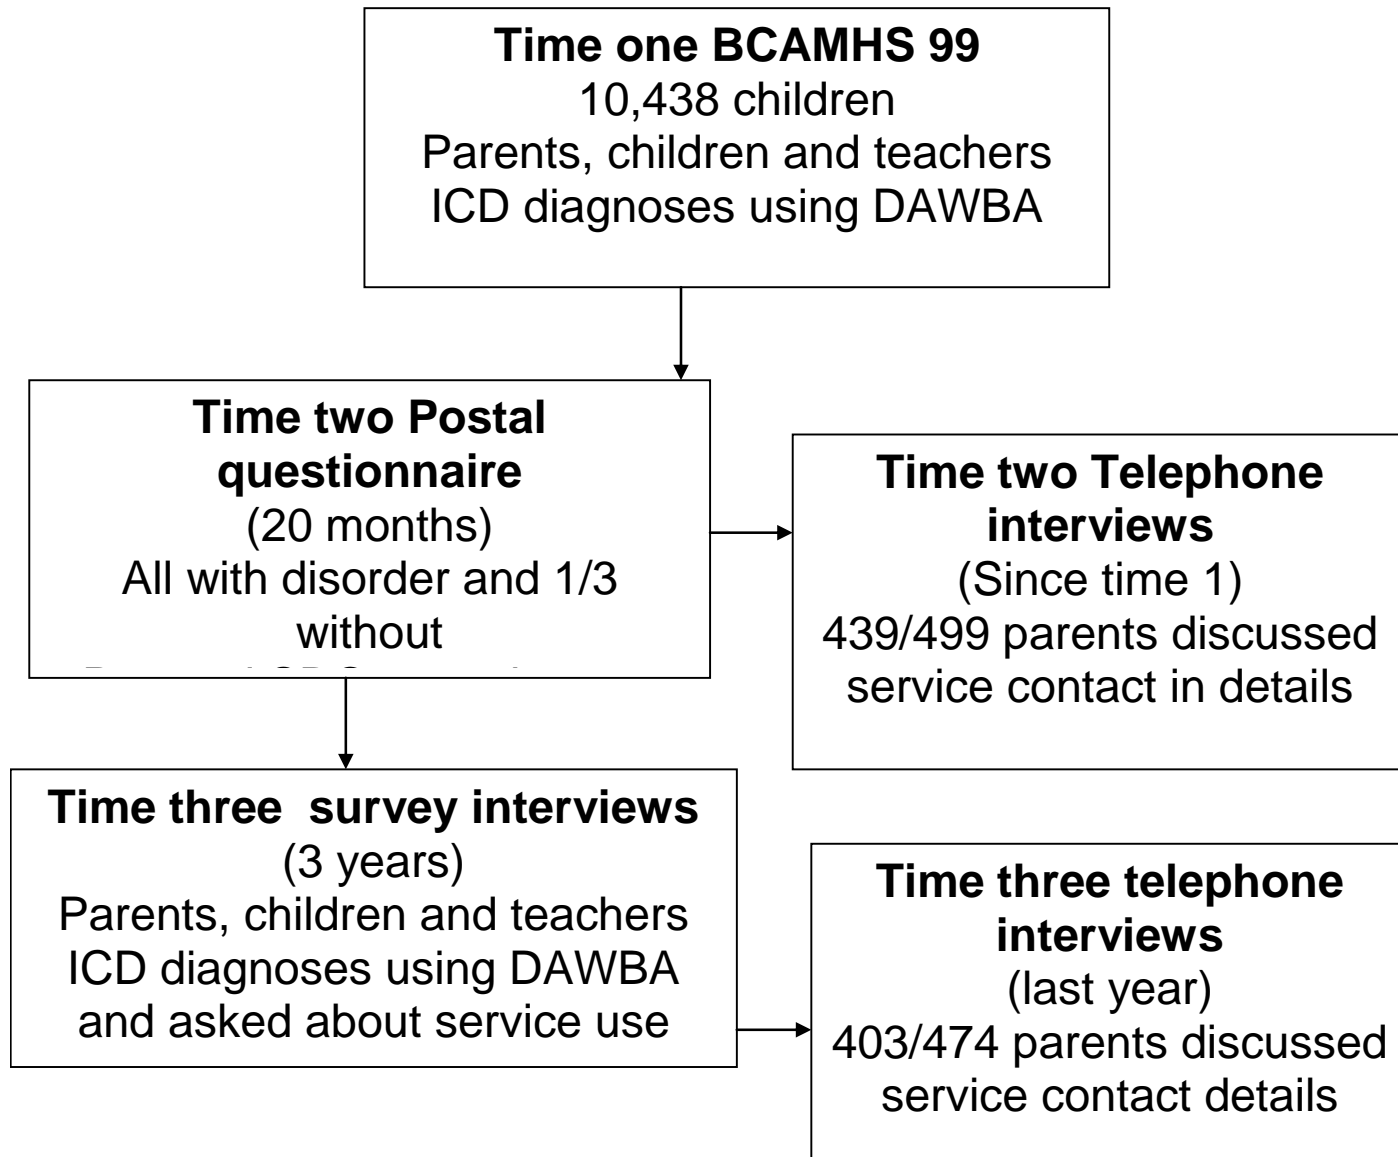 Time one BCAMHS 99
10,438 children
Parents, children and teachers
ICD diagnoses using DAWBA
Time two Postal
questionnaire
(20 months)
All with disorder and 1/3
without
Time two Telephone
interviews
(Since time 1)
439/499 parents discussed
service contact in details
Time three survey interviews
(3 years)
Parents, children and teachers
ICD diagnoses using DAWBA
and asked about service use
Time three telephone
interviews
(last year)
403/474 parents discussed
service contact details